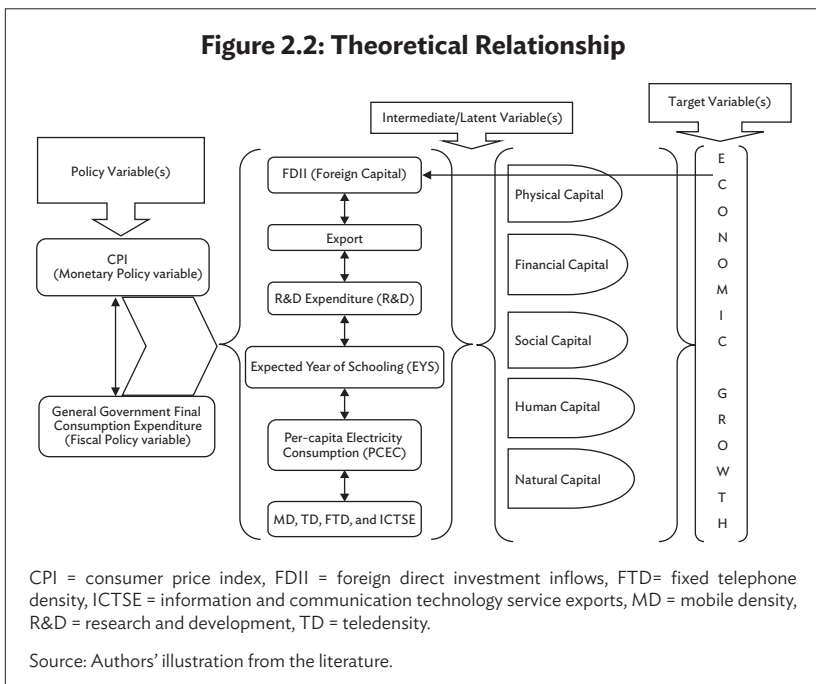 Figure 2.2: Theoretical Relationship
Target Variable(s)
Intermediate/Latent Variable(s)
Policy Variable(s)
CPI
(Monetary Policy variable)
General Government Final
Consumption Expenditure
(Fiscal Policy variable)
FDII (Foreign Capital)
Export
R&D Expenditure (R&D)
Expected Year of Schooling (EYS)
Per-capita Electricity
Consumption (PCEC)
MD, TD, FTD, and ICTSE
Physical Capital
Financial Capital
Social Capital
Human Capital
Natural Capital
E
C
O
N
O
M
I
C
G
R
O
W
T
H
CPI = consumer price index, FDII = foreign direct investment inflows, FTD= fixed telephone
density, ICTSE = information and communication technology service exports, MD = mobile density,
R&D = research and development, TD = teledensity.
Source: Authors’ illustration from the literature.